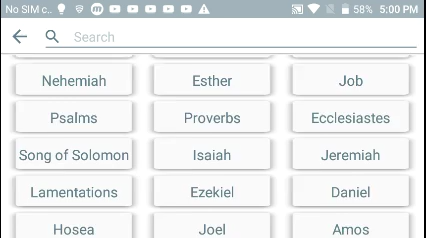 No SIM c.. 58% 5:00 PM
Search
Nehemiah Esther Job
Psalms Proverbs Ecclesiastes
Song of Solomon Isaiah Jeremiah
Lamentations Ezekiel Daniel
Hosea Joel Amos